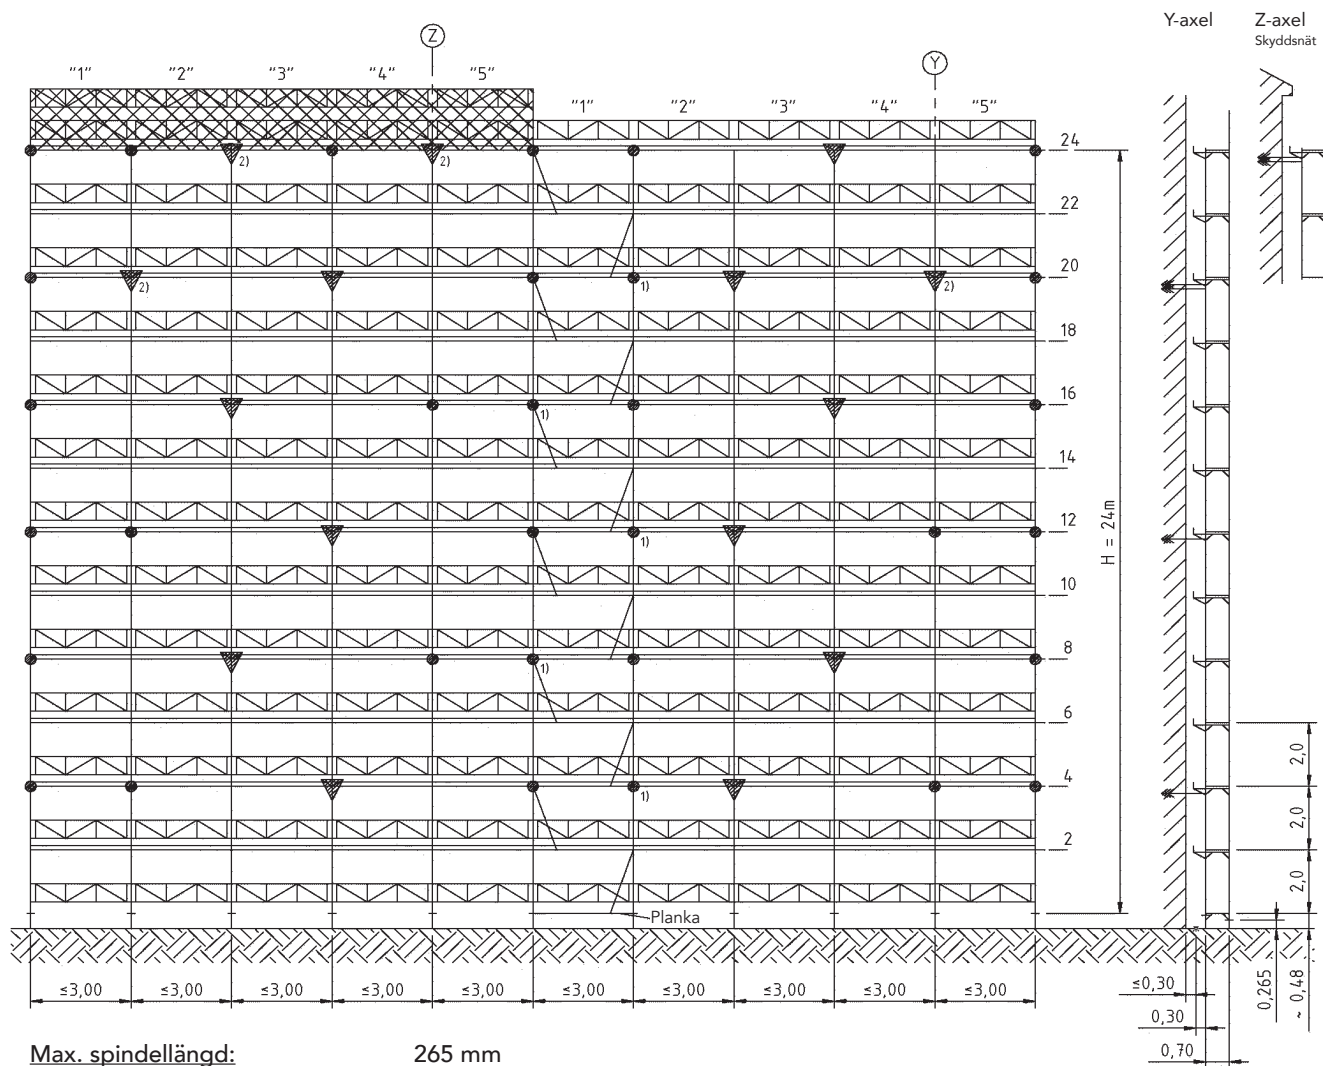 Y-axel
Z-axel
Skyddsnät
Z
Y
"1" "2" "3" "4" "5"
"1" "2" "3" "4" "5"
24
2) 2)
22
20
2) 1) 2)
18
16
1)
14
12
1)
10
8
1)
6
4
1)
2
H = 24m
2,0
2,0
2,0
Planka
≤3,00 ≤3,00 ≤3,00 ≤3,00 ≤3,00 ≤3,00 ≤3,00 ≤3,00 ≤3,00 ≤3,00
≤0,30
0,30
0,70
0,265
~ 0,48
Max. spindellängd: 265 mm